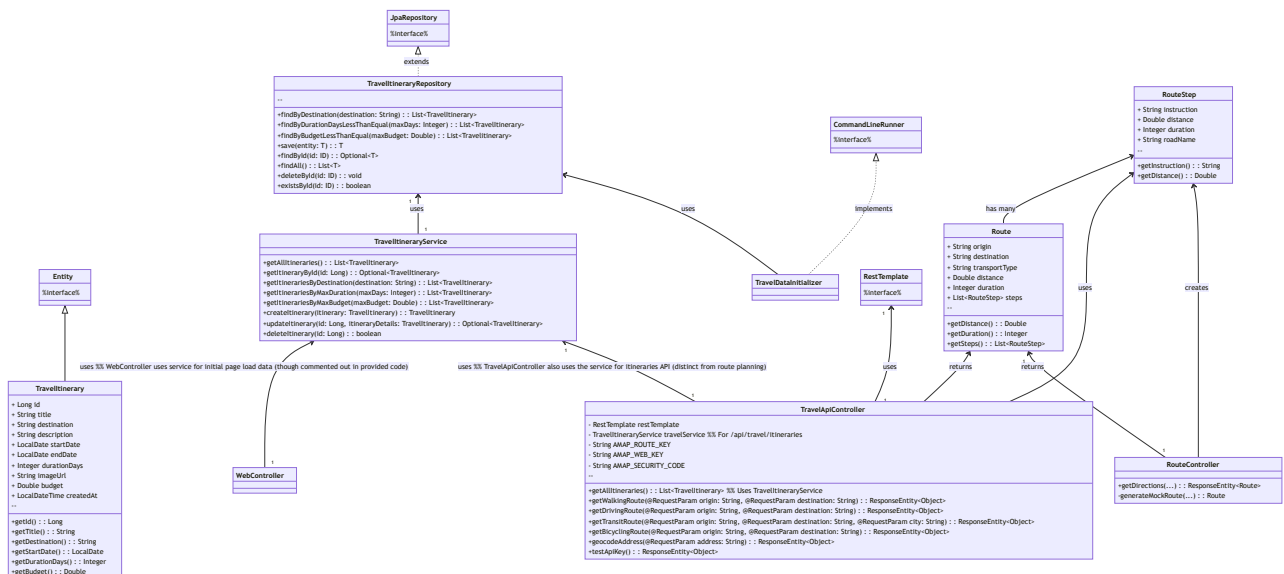 JpaRepository
%interface%
extends
TravelItineraryRepository
--
+findByDestination(destination: String) : : List<TravelItinerary>
+findByDurationDaysLessThanEqual(maxDays: Integer) : : List<TravelItinerary>
+findByBudgetLessThanEqual(maxBudget: Double) : : List<TravelItinerary>
+save(entity: T) : : T
+findById(id: ID) : : Optional<T>
+findAll() : : List<T>
+deleteById(id: ID) : : void
+existsById(id: ID) : : boolean
1
uses
1
uses
CommandLineRunner
%interface%
implements
TravelDataInitializer
RouteStep
+ String instruction
+ Double distance
+ Integer duration
+ String roadName
--
+getInstruction() : : String
+getDistance() : : Double
has many
uses
creates
Route
+ String origin
+ String destination
+ String transportType
+ Double distance
+ Integer duration
+ List<RouteStep> steps
--
+getDistance() : : Double
+getDuration() : : Integer
+getSteps() : : List<RouteStep>
TravelItineraryService
+getAllItineraries() : : List<TravelItinerary>
+getItineraryById(id: Long) : : Optional<TravelItinerary>
+getItinerariesByDestination(destination: String) : : List<TravelItinerary>
+getItinerariesByMaxDuration(maxDays: Integer) : : List<TravelItinerary>
+getItinerariesByMaxBudget(maxBudget: Double) : : List<TravelItinerary>
+createItinerary(itinerary: TravelItinerary) : : TravelItinerary
+updateItinerary(id: Long, itineraryDetails: TravelItinerary) : : Optional<TravelItinerary>
+deleteItinerary(id: Long) : : boolean
Entity
%interface%
RestTemplate
%interface%
1
uses
1
1
uses %% WebController uses service for initial page load data (though commented out in provided code)
1
uses %% TravelApiController also uses the service for itineraries API (distinct from route planning)
1
returns
1
returns
1
TravelItinerary
+ Long id
+ String title
+ String destination
+ String description
+ LocalDate startDate
+ LocalDate endDate
+ Integer durationDays
+ String imageUrl
+ Double budget
+ LocalDateTime createdAt
--
+getId() : : Long
+getTitle() : : String
+getDestination() : : String
+getStartDate() : : LocalDate
+getDurationDays() : : Integer
+getBudget() : : Double
1
WebController
TravelApiController
- RestTemplate restTemplate
- TravelItineraryService travelService %% For /api/travel/itineraries
- String AMAP_ROUTE_KEY
- String AMAP_WEB_KEY
- String AMAP_SECURITY_CODE
--
+getAllItineraries() : : List<TravelItinerary> %% Uses TravelItineraryService
+getWalkingRoute(@RequestParam origin: String, @RequestParam destination: String) : : ResponseEntity<Object>
+getDrivingRoute(@RequestParam origin: String, @RequestParam destination: String) : : ResponseEntity<Object>
+getTransitRoute(@RequestParam origin: String, @RequestParam destination: String, @RequestParam city: String) : : ResponseEntity<Object>
+getBicyclingRoute(@RequestParam origin: String, @RequestParam destination: String) : : ResponseEntity<Object>
+geocodeAddress(@RequestParam address: String) : : ResponseEntity<Object>
+testApiKey() : : ResponseEntity<Object>
RouteController
+getDirections(...) : : ResponseEntity<Route>
-generateMockRoute(...) : : Route